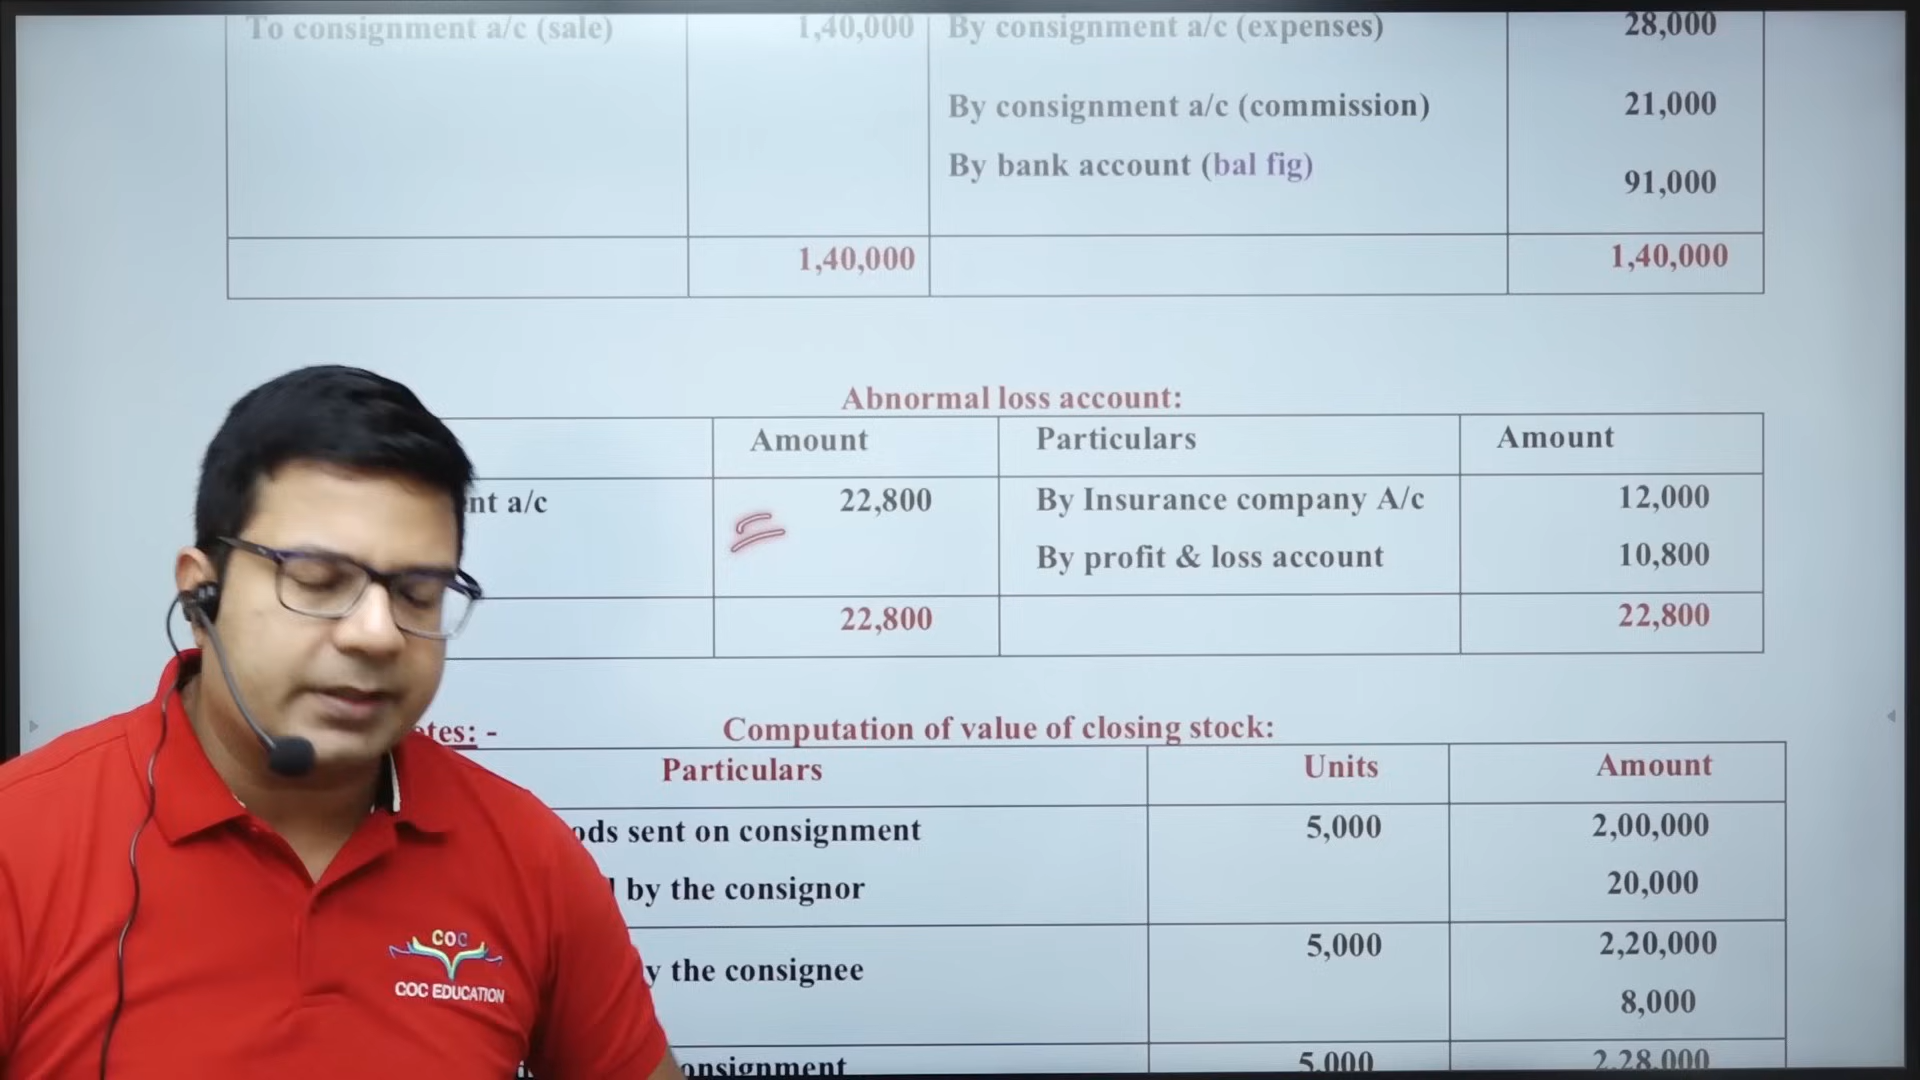 To consignment a/c (sale) 1,40,000 By consignment a/c (expenses) 28,000
By consignment a/c (commission) 21,000
By bank account (bal fig) 91,000
1,40,000 1,40,000
Abnormal loss account:
Amount Particulars Amount
nt a/c 22,800 By Insurance company A/c 12,000
By profit & loss account 10,800
22,800 22,800
tes: - Computation of value of closing stock:
Particulars Units Amount
ods sent on consignment 5,000 2,00,000
by the consignor 20,000
y the consignee 5,000 2,20,000
8,000
onsignment 5,000 2,28,000
COC
COC EDUCATION